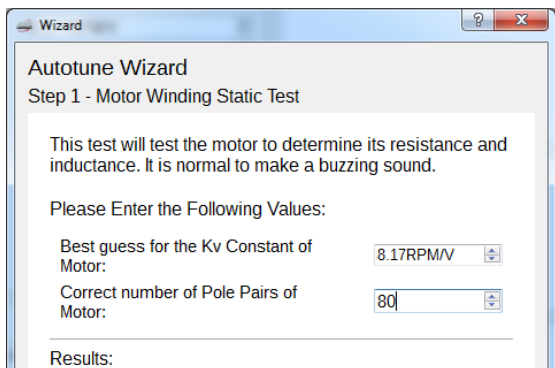 Wizard
Autotune Wizard
Step 1 - Motor Winding Static Test
This test will test the motor to determine its resistance and
inductance. It is normal to make a buzzing sound.
Please Enter the Following Values:
Best guess for the Kv Constant of
Motor:
8.17RPM/V
Correct number of Pole Pairs of
Motor:
80
Results: